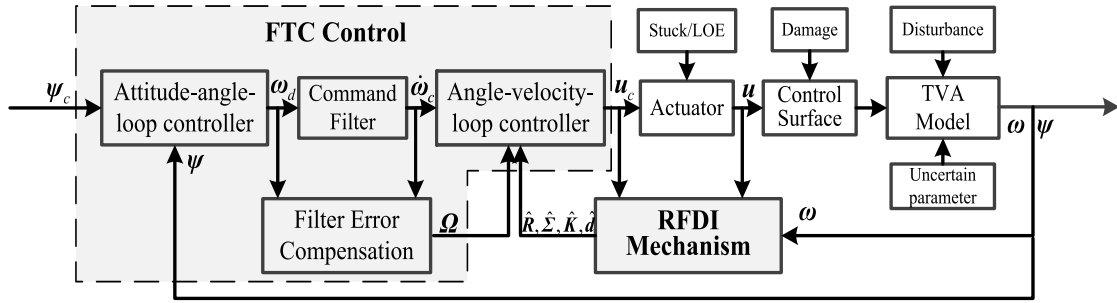 FTC Control
Stuck/LOE
Damage
Disturbance
ψc
Attitude-angle-
loop controller
ωd
Command
Filter
ω̇c
Angle-velocity-
loop controller
uc
Actuator
u
Control
Surface
TVA
Model
ω
ψ
ψ
Uncertain
parameter
Filter Error
Compensation
Ω
R̂, Σ̂, K̂, d̂
RFDI
Mechanism
ω